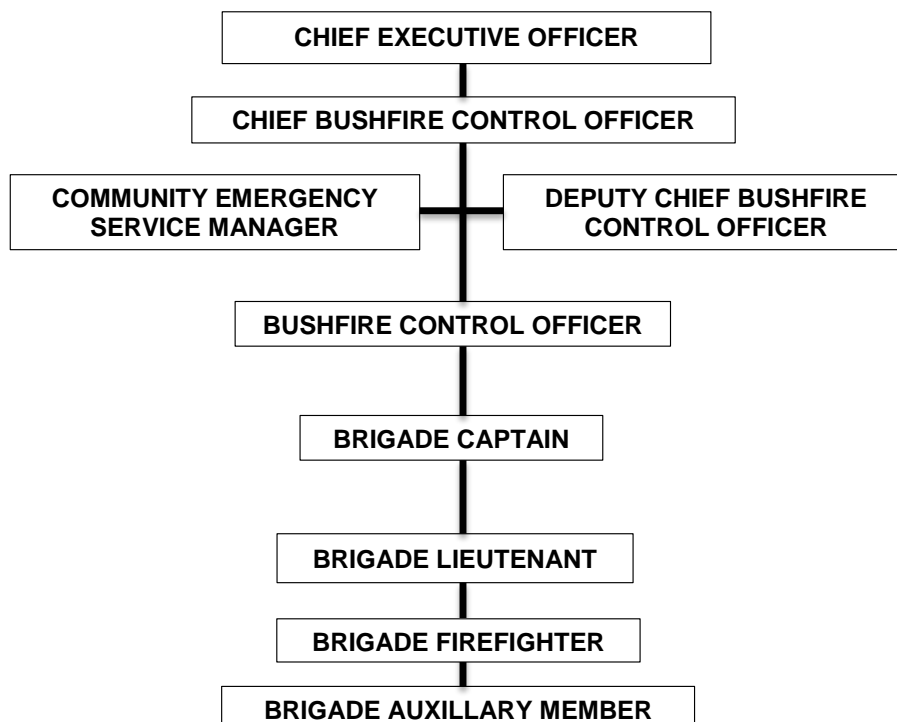 CHIEF EXECUTIVE OFFICER
CHIEF BUSHFIRE CONTROL OFFICER
COMMUNITY EMERGENCY
SERVICE MANAGER
DEPUTY CHIEF BUSHFIRE
CONTROL OFFICER
BUSHFIRE CONTROL OFFICER
BRIGADE CAPTAIN
BRIGADE LIEUTENANT
BRIGADE FIREFIGHTER
BRIGADE AUXILLARY MEMBER